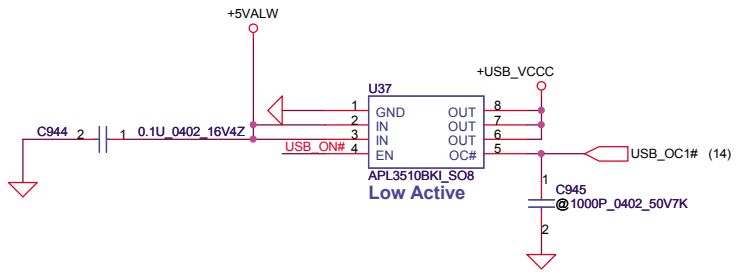 +5VALW
+USB_VCCC
U37
1 GND OUT 8
2 IN OUT 7
C944 2 1 0.1U_0402_16V4Z 3 IN OUT 6
USB_ON# 4 EN OC# 5 USB_OC1# (14)
APL3510BKI_SO8
Low Active
1
C945
@1000P_0402_50V7K
2